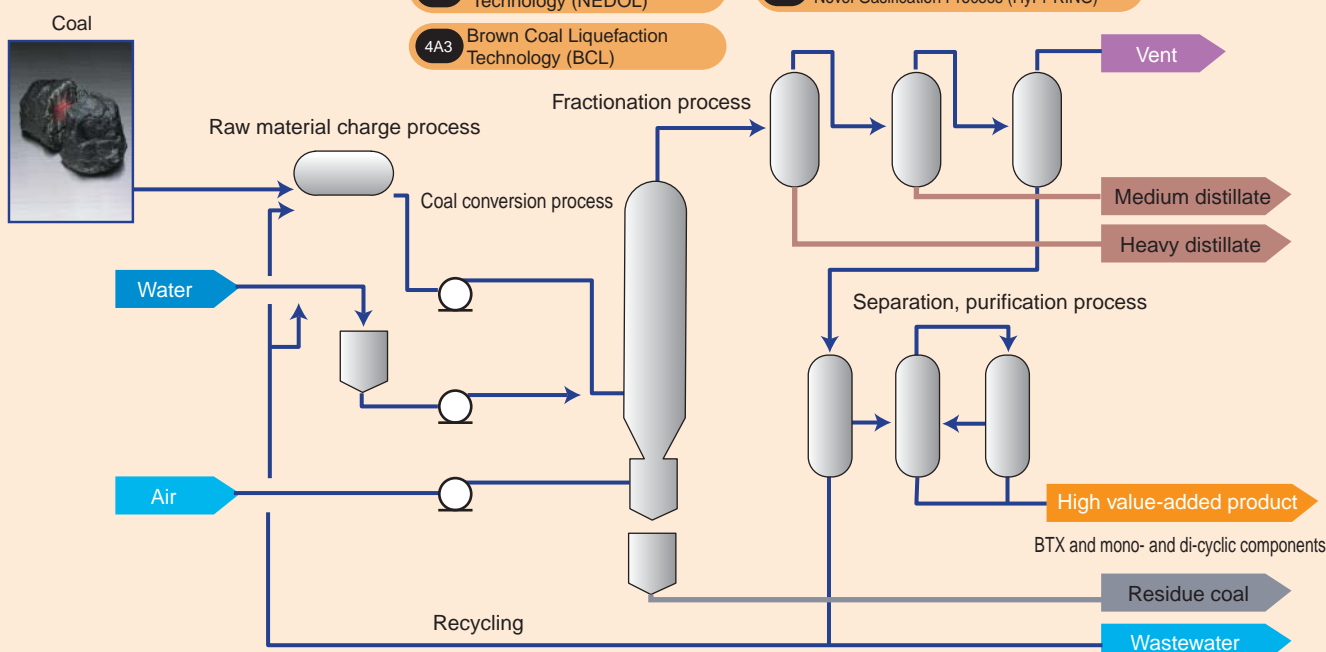 Technology (NEDOL)
4A3
Brown Coal Liquefaction
Technology (BCL)
Coal
Vent
Fractionation process
Raw material charge process
Coal conversion process
Medium distillate
Heavy distillate
Water
Separation, purification process
Air
High value-added product
BTX and mono- and di-cyclic components
Residue coal
Recycling
Wastewater